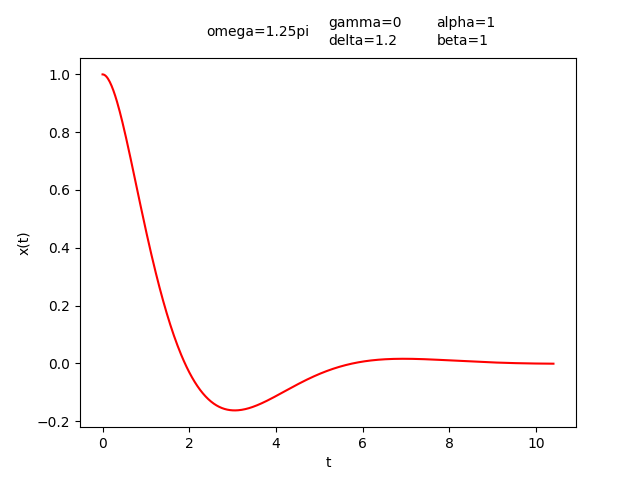 omega=1.25pi
gamma=0
delta=1.2
alpha=1
beta=1
1.0
0.8
0.6
0.4
0.2
0.0
−0.2
x(t)
0 2 4 6 8 10
t